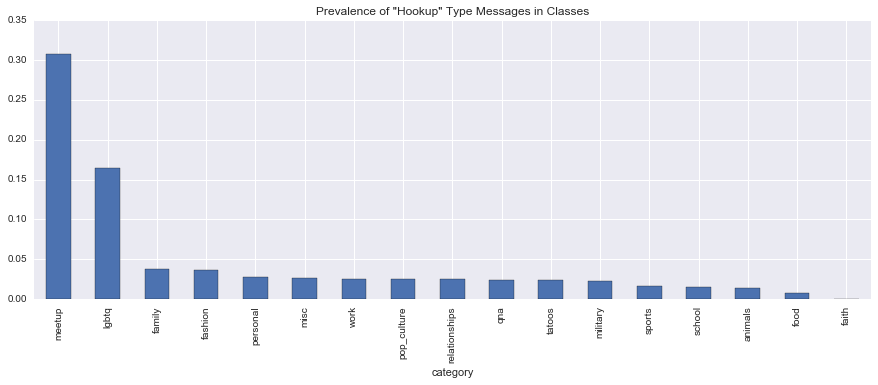 Prevalence of "Hookup" Type Messages in Classes
0.35
0.30
0.25
0.20
0.15
0.10
0.05
0.00
meetup
lgbtq
family
fashion
personal
misc
work
pop_culture
relationships
qna
tatoos
military
sports
school
animals
food
faith
category